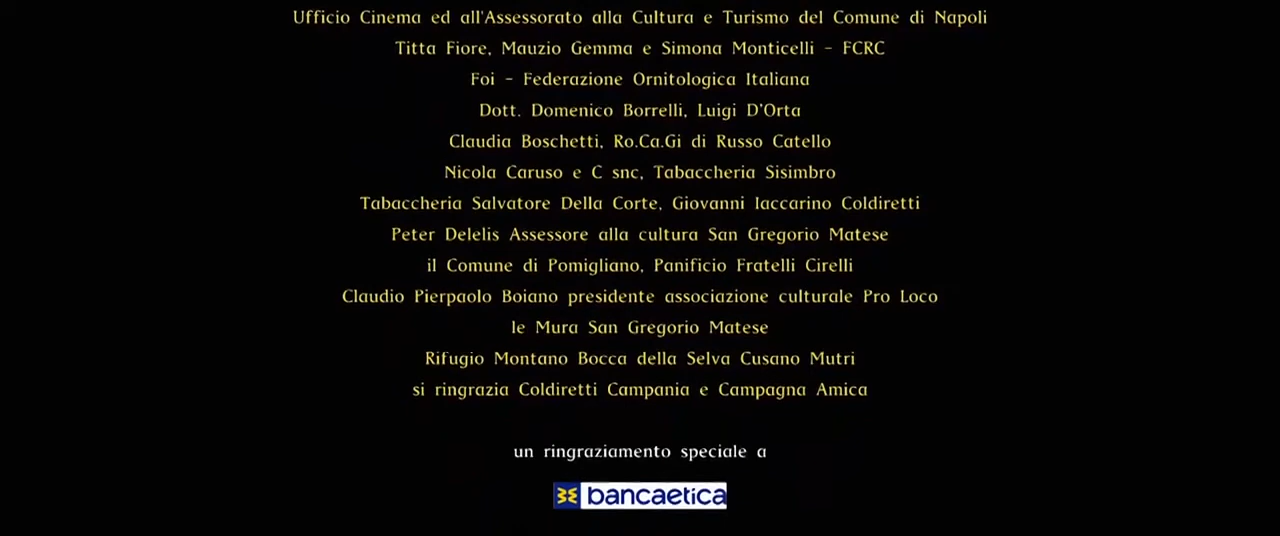 Ufficio Cinema ed all'Assessorato alla Cultura e Turismo del Comune di Napoli
Titta Fiore, Mauzio Gemma e Simona Monticelli - FCRC
Foi - Federazione Ornitologica Italiana
Dott. Domenico Borrelli, Luigi D'Orta
Claudia Boschetti, Ro.Ca.Gi di Russo Catello
Nicola Caruso e C snc, Tabaccheria Sisimbro
Tabaccheria Salvatore Della Corte, Giovanni Iaccarino Coldiretti
Peter Delelis Assessore alla cultura San Gregorio Matese
il Comune di Pomigliano, Panificio Fratelli Cirelli
Claudio Pierpaolo Boiano presidente associazione culturale Pro Loco
le Mura San Gregorio Matese
Rifugio Montano Bocca della Selva Cusano Mutri
si ringrazia Coldiretti Campania e Campagna Amica
un ringraziamento speciale a
bancaetica